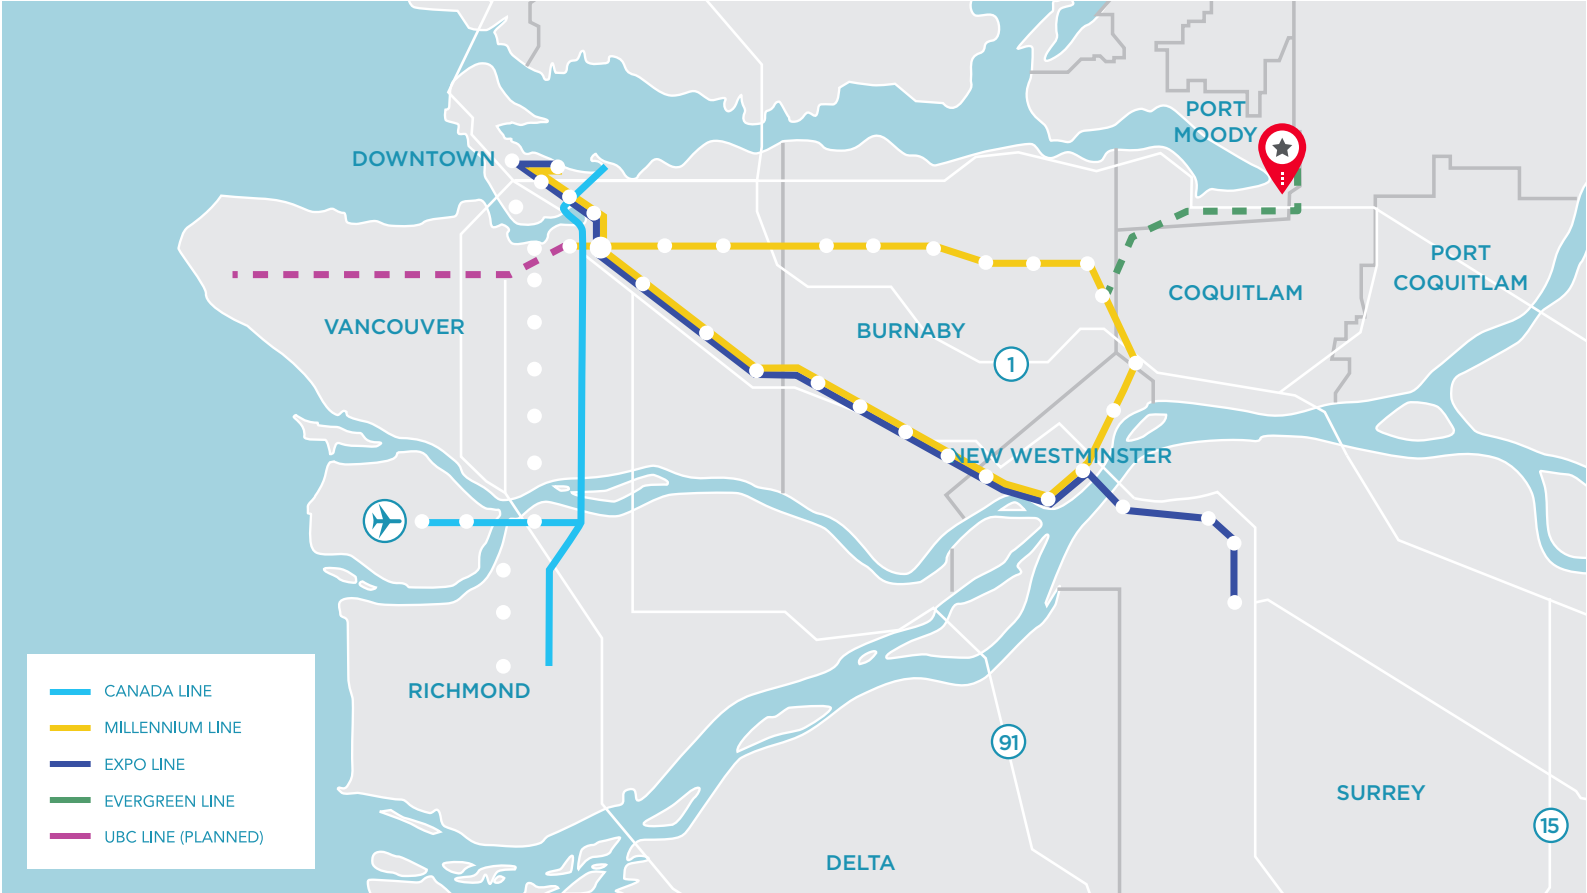 PORT
MOODY
DOWNTOWN
PORT
COQUITLAM
COQUITLAM
VANCOUVER
BURNABY
1
NEW WESTMINSTER
RICHMOND
CANADA LINE
MILLENNIUM LINE
EXPO LINE
EVERGREEN LINE
UBC LINE (PLANNED)
91
SURREY
15
DELTA